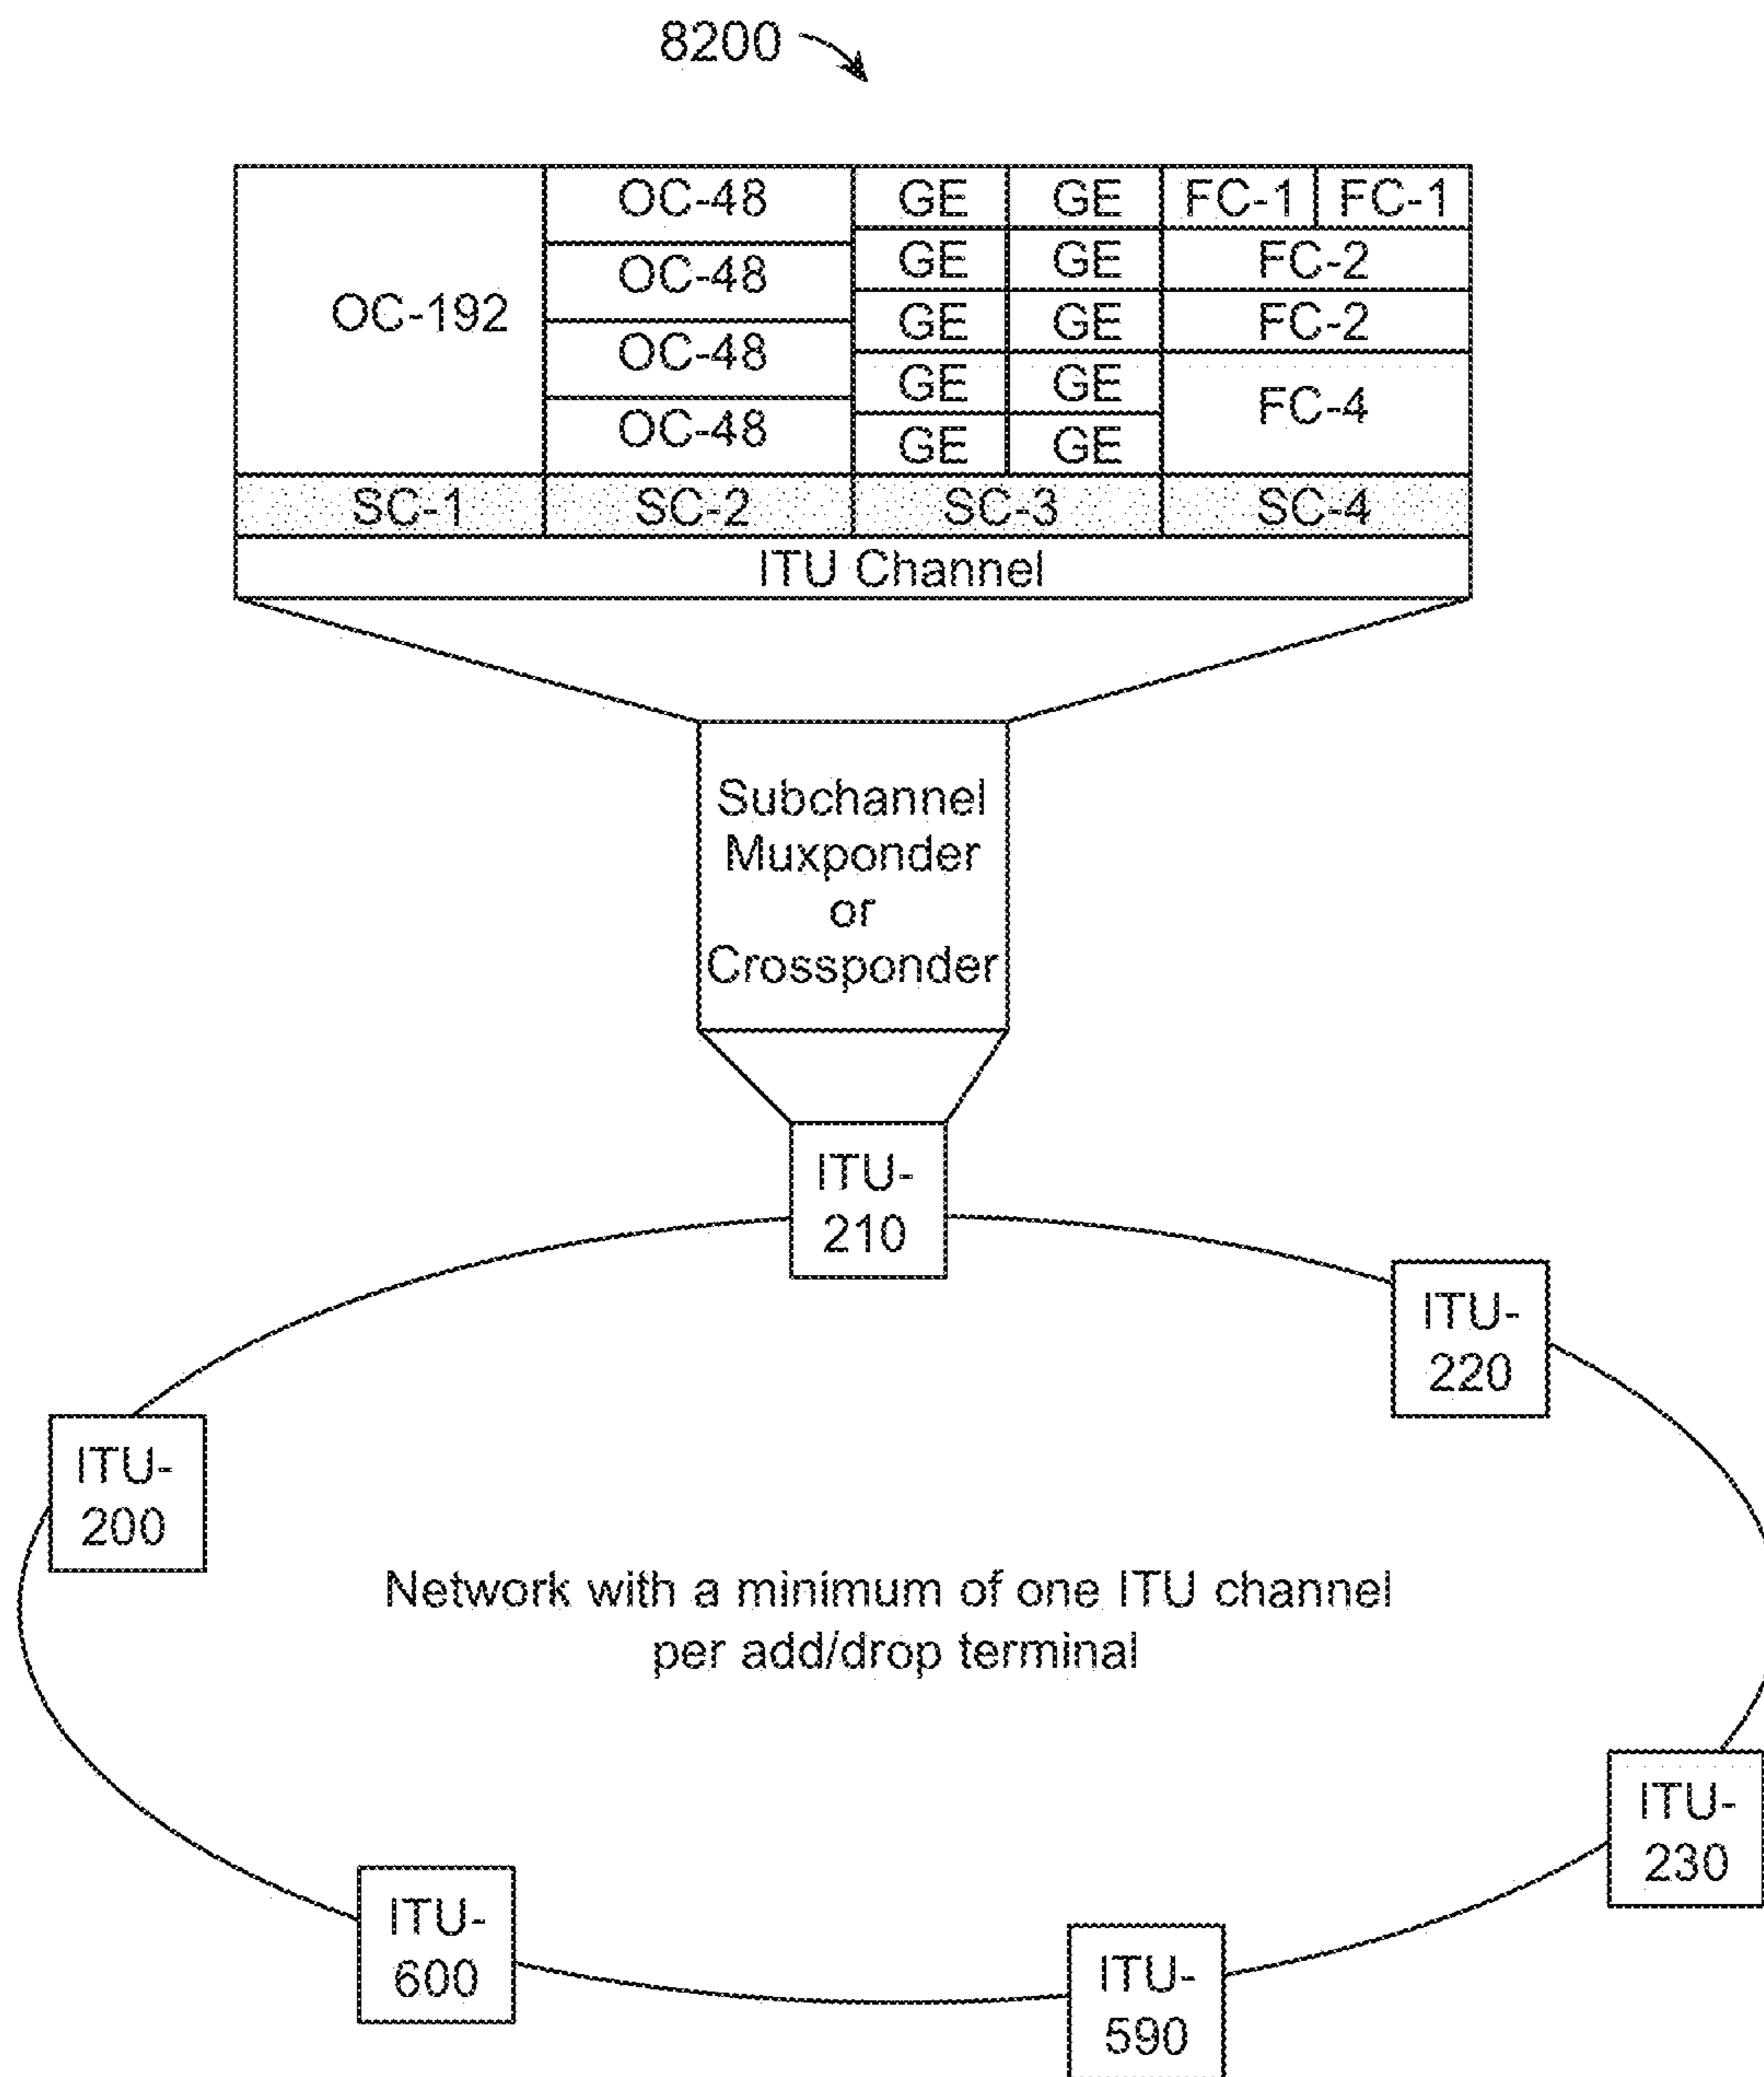 8200
OC-192
OC-48
OC-48
OC-48
OC-48
GE GE
GE GE
GE GE
GE GE
GE GE
FC-1 FC-1
FC-2
FC-2
FC-4
SC-1 SC-2 SC-3 SC-4
ITU Channel
Subchannel
Muxponder
or
Crossponder
ITU-
210
ITU-
220
ITU-
200
Network with a minimum of one ITU channel
per add/drop terminal
ITU-
230
ITU-
600
ITU-
590